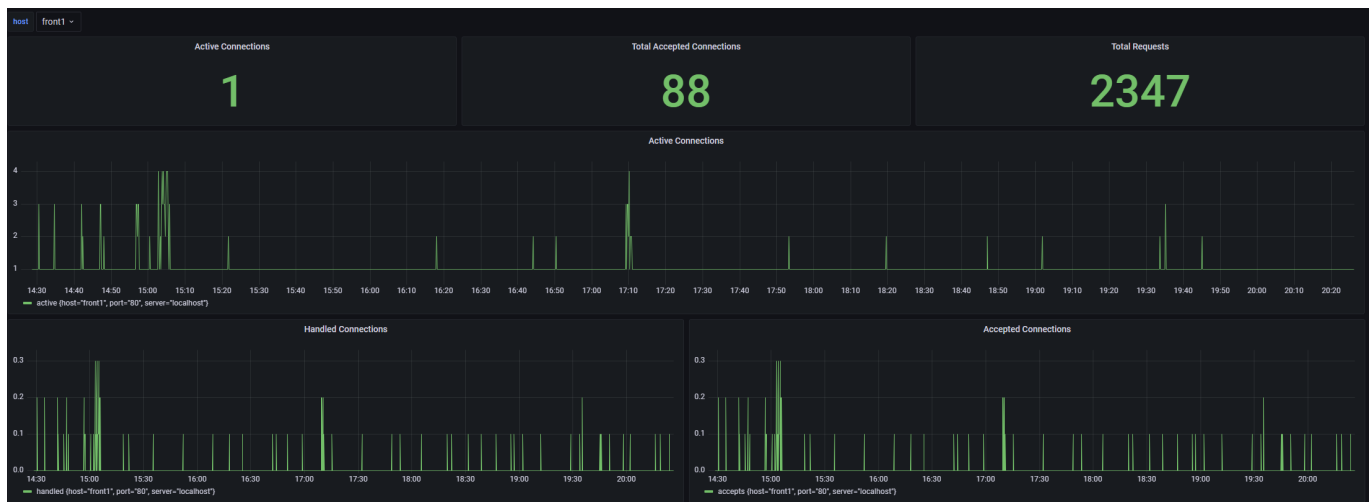 host front1
Active Connections
1
Total Accepted Connections
88
Total Requests
2347
Active Connections
4
3
2
1
14:30 14:40 14:50 15:00 15:10 15:20 15:30 15:40 15:50 16:00 16:10 16:20 16:30 16:40 16:50 17:00 17:10 17:20 17:30 17:40 17:50 18:00 18:10 18:20 18:30 18:40 18:50 19:00 19:10 19:20 19:30 19:40 19:50 20:00 20:10 20:20
active {host="front1", port="80", server="localhost"}
Handled Connections
0.3
0.2
0.1
0.0
14:30 15:00 15:30 16:00 16:30 17:00 17:30 18:00 18:30 19:00 19:30 20:00
handled {host="front1", port="80", server="localhost"}
Accepted Connections
0.3
0.2
0.1
0.0
14:30 15:00 15:30 16:00 16:30 17:00 17:30 18:00 18:30 19:00 19:30 20:00
accepts {host="front1", port="80", server="localhost"}